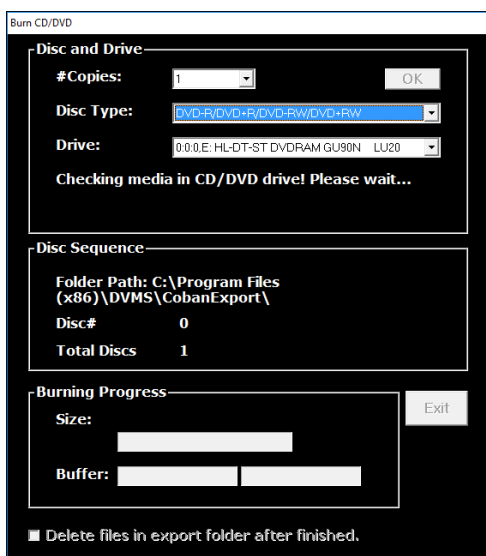 Burn CD/DVD
Disc and Drive
#Copies: 1 OK
Disc Type: DVD-R/DVD+R/DVD-RW/DVD+RW
Drive: 0:0:0,E: HL-DT-ST DVDRAM GU90N LU20
Checking media in CD/DVD drive! Please wait...
Disc Sequence
Folder Path: C:\Program Files
(x86)\DVMS\CobanExport\
Disc# 0
Total Discs 1
Burning Progress
Size:
Exit
Buffer:
Delete files in export folder after finished.